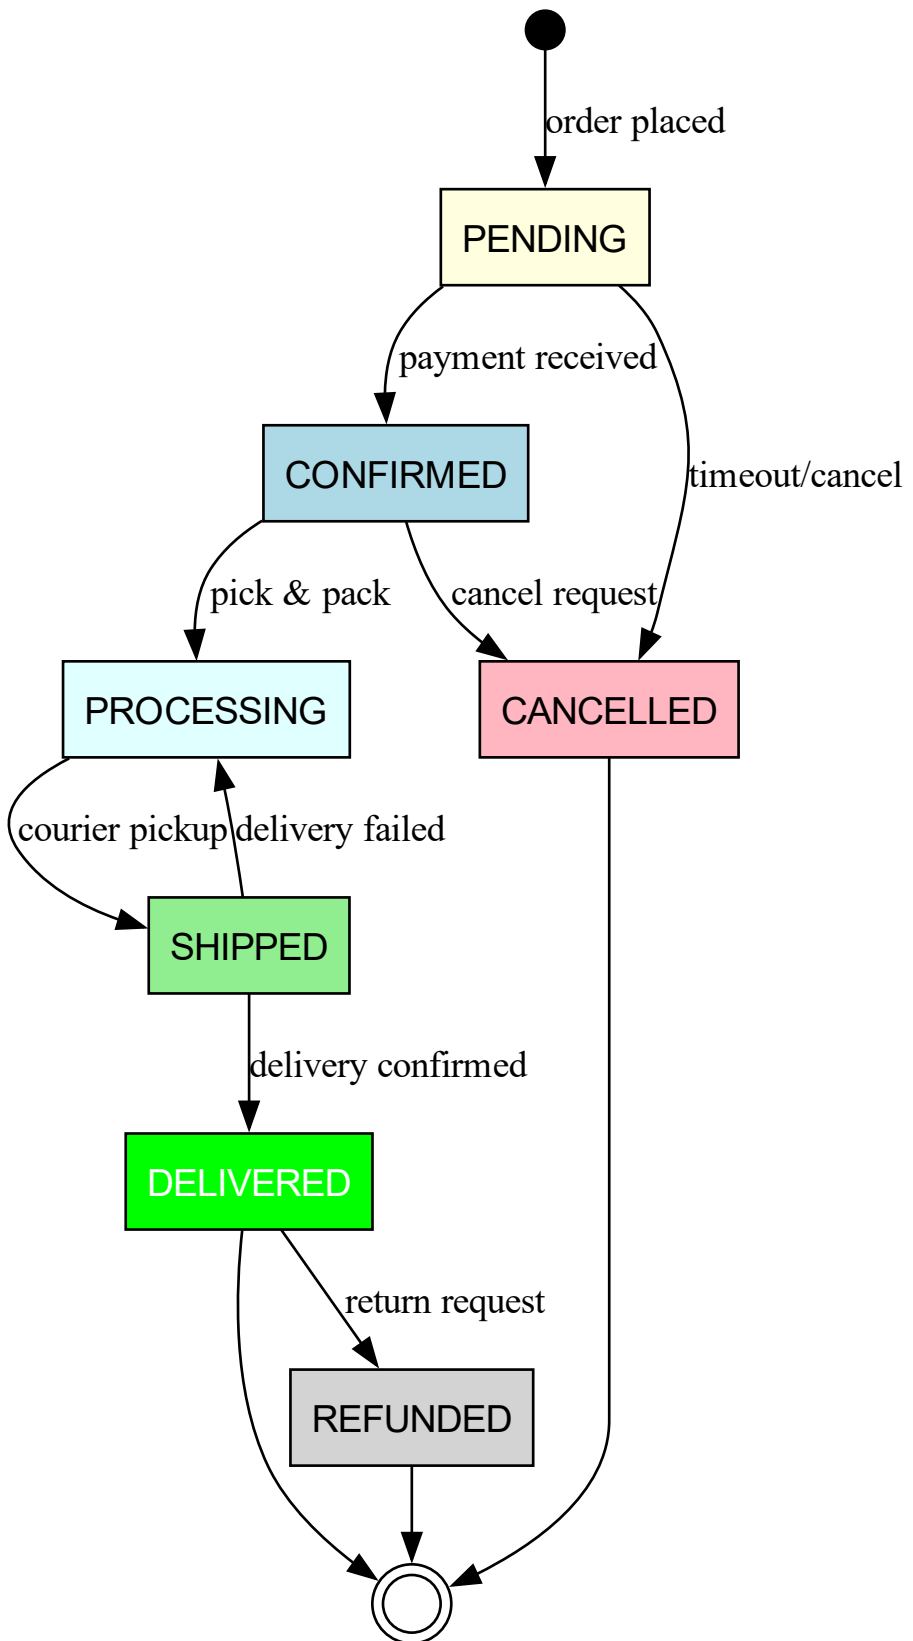 order placed
PENDING
payment received
CONFIRMED
timeout/cancel
pick & pack
cancel request
PROCESSING
CANCELLED
courier pickup
delivery failed
SHIPPED
delivery confirmed
DELIVERED
return request
REFUNDED